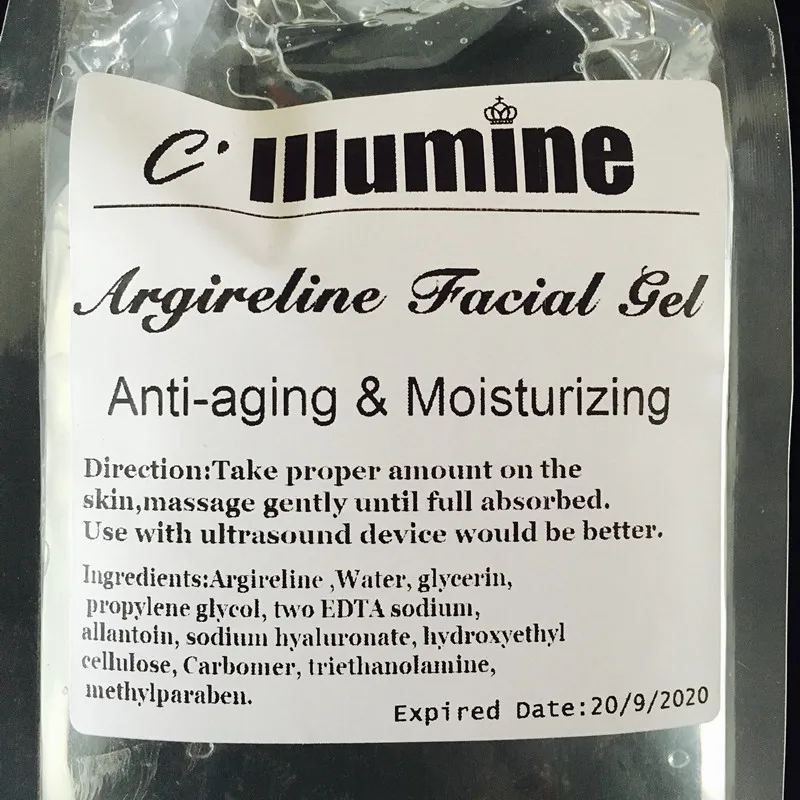 C' Illumine
Argireline Facial Gel
Anti-aging & Moisturizing
Direction:Take proper amount on the
skin,massage gently until full absorbed.
Use with ultrasound device would be better.
Ingredients:Argireline ,Water, glycerin,
propylene glycol, two EDTA sodium,
allantoin, sodium hyaluronate, hydroxyethyl
cellulose, Carbomer, triethanolamine,
methylparaben.
Expired Date:20/9/2020